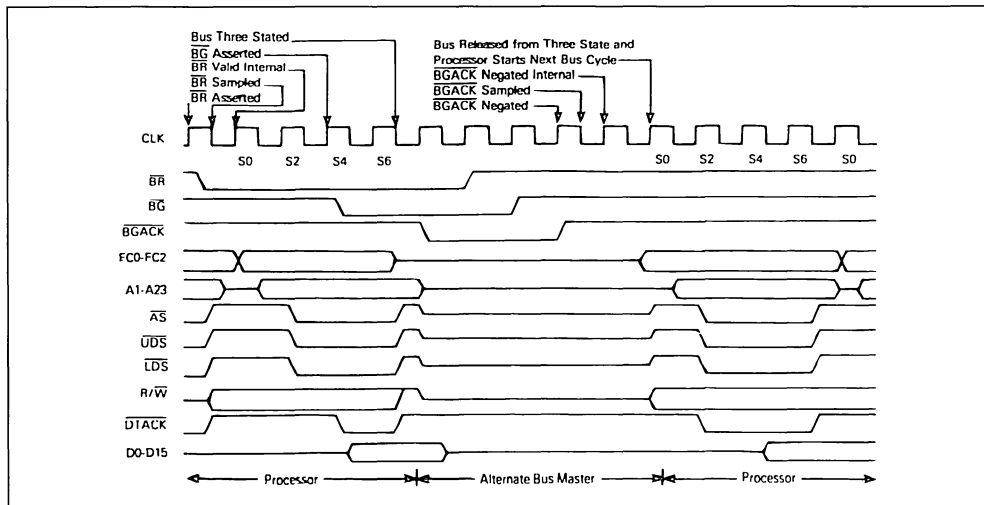 Bus Three Stated
BG Asserted
BR Valid Internal
BR Sampled
BR Asserted
Bus Released from Three State and
Processor Starts Next Bus Cycle
BGACK Negated Internal
BGACK Sampled
BGACK Negated
CLK
S0 S2 S4 S6 S0 S2 S4 S6 S0
BR
BG
BGACK
FC0-FC2
A1-A23
AS
UDS
LDS
R/W
DTACK
D0-D15
Processor Alternate Bus Master Processor